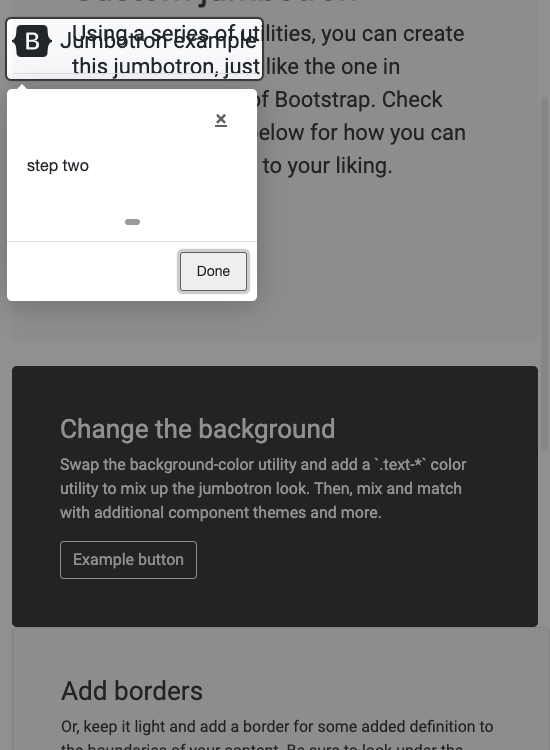 Custom jumbotron
B Jumbotron example
Using a series of utilities, you can create
this jumbotron, just like the one in
of Bootstrap. Check
below for how you can
to your liking.
×
step two
Done
Change the background
Swap the background-color utility and add a `.text-*` color
utility to mix up the jumbotron look. Then, mix and match
with additional component themes and more.
Example button
Add borders
Or, keep it light and add a border for some added definition to
the boundaries of your content. Be sure to look under the